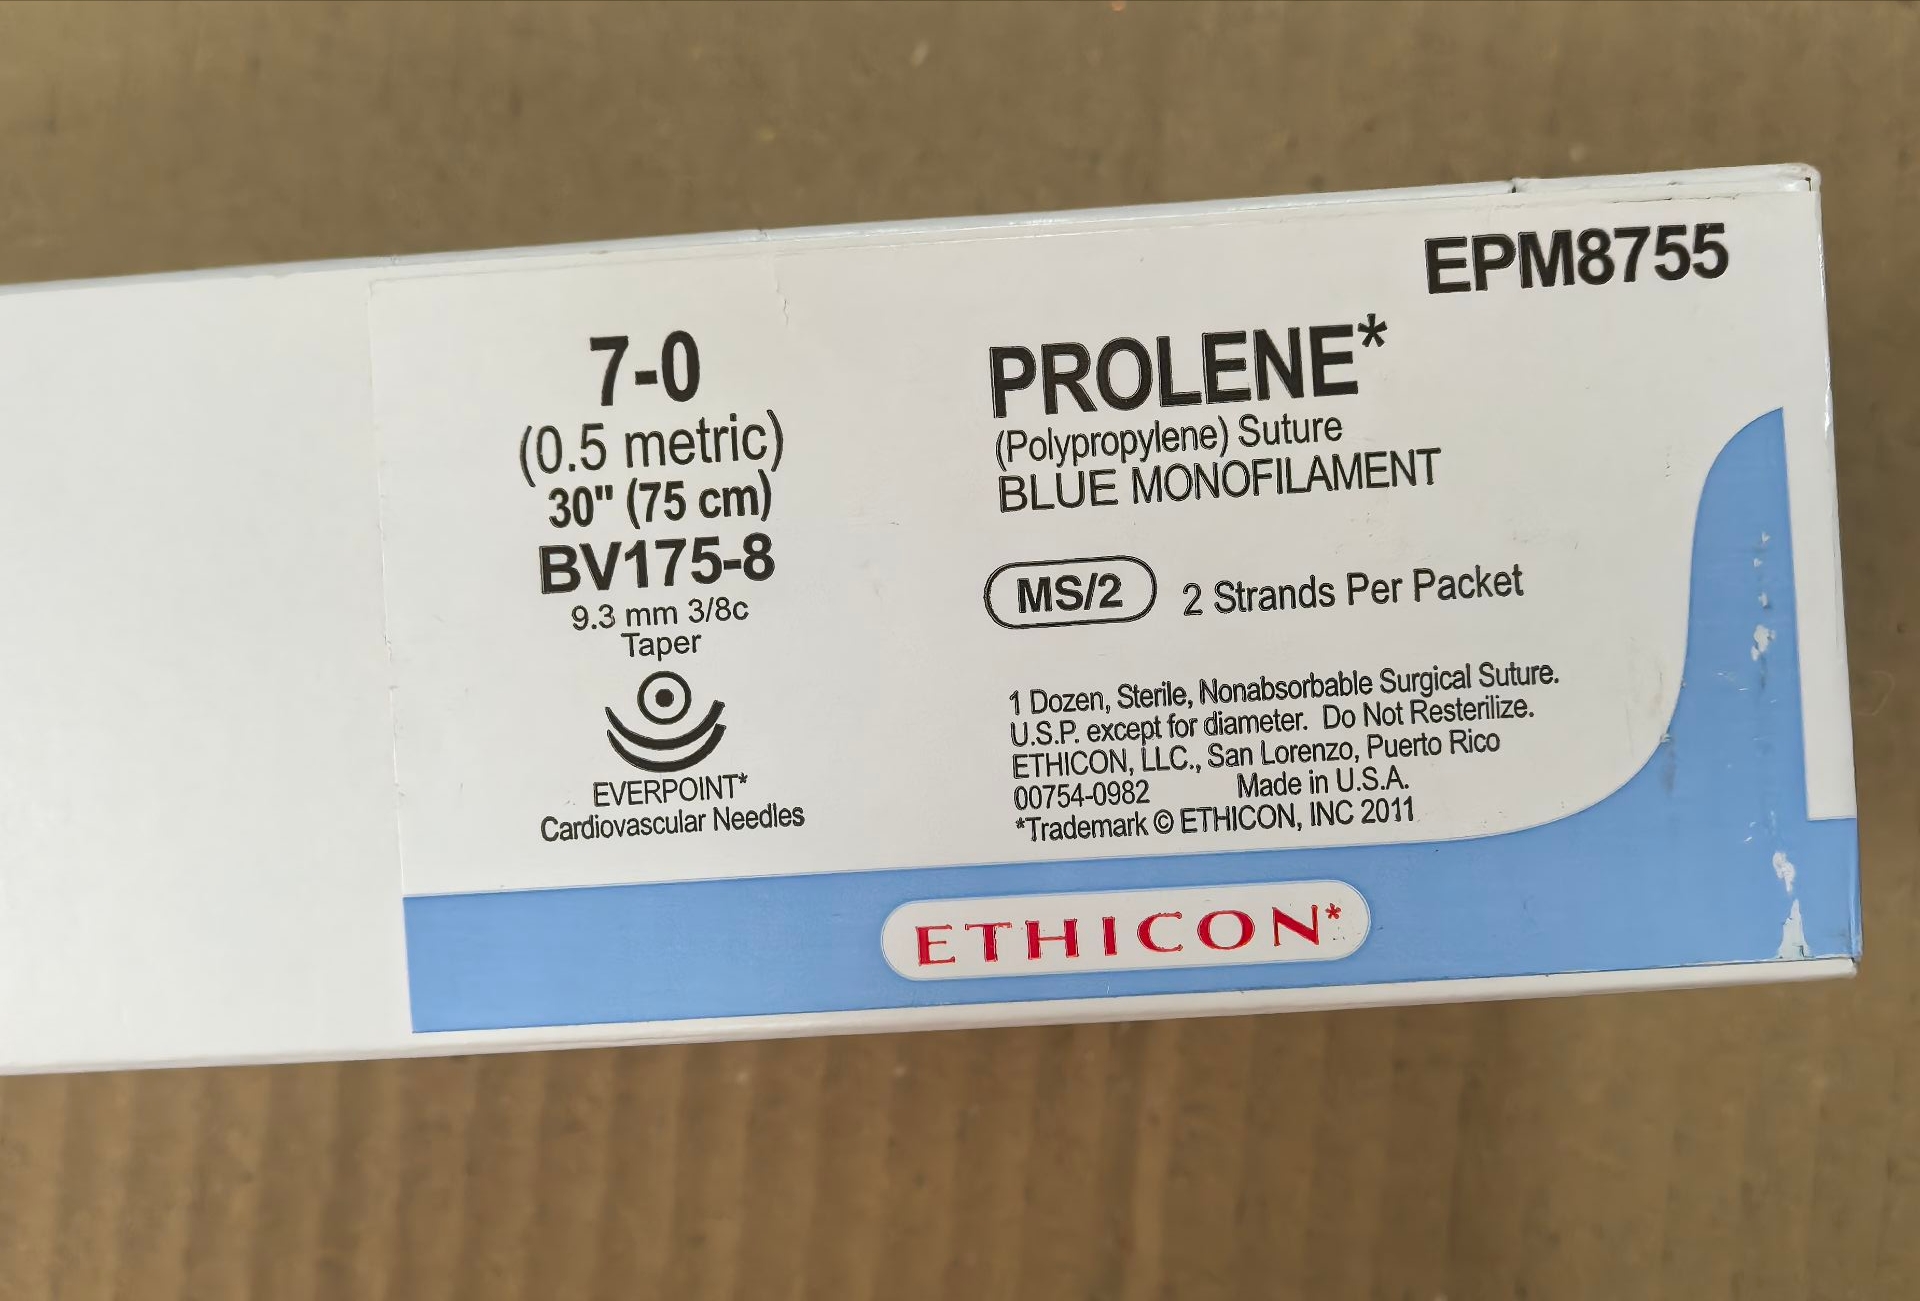 EPM8755
7-0
(0.5 metric)
30" (75 cm)
BV175-8
9.3 mm 3/8c
Taper
EVERPOINT*
Cardiovascular Needles
PROLENE*
(Polypropylene) Suture
BLUE MONOFILAMENT
MS/2 2 Strands Per Packet
1 Dozen, Sterile, Nonabsorbable Surgical Suture.
U.S.P. except for diameter. Do Not Resterilize.
ETHICON, LLC., San Lorenzo, Puerto Rico
00754-0982 Made in U.S.A.
*Trademark © ETHICON, INC 2011
ETHICON*